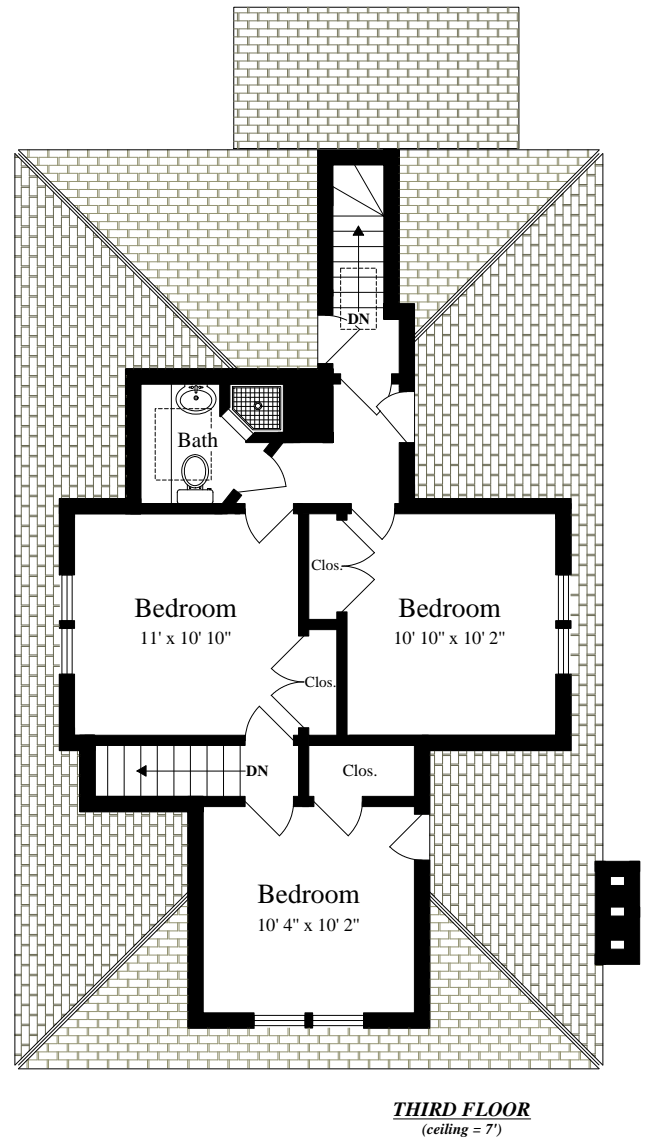 DN
Bath
Clos.
Bedroom
11' x 10' 10"
Bedroom
10' 10" x 10' 2"
Clos.
DN
Clos.
Bedroom
10' 4" x 10' 2"
THIRD FLOOR
(ceiling = 7')